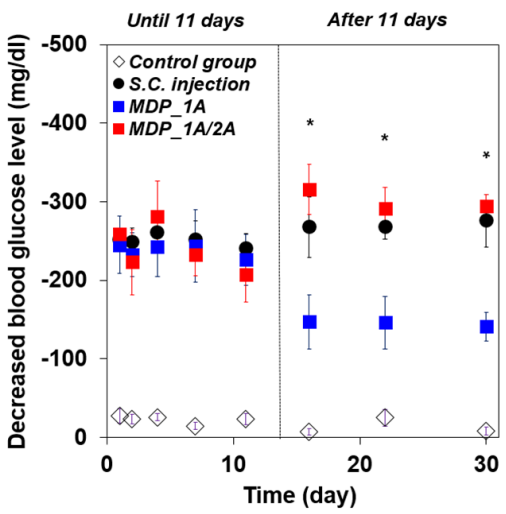 Until 11 days
After 11 days
Decreased blood glucose level (mg/dl)
-500
-400
-300
-200
-100
0
Control group
S.C. injection
MDP_1A
MDP_1A/2A
*
*
*
0
10
20
30
Time (day)